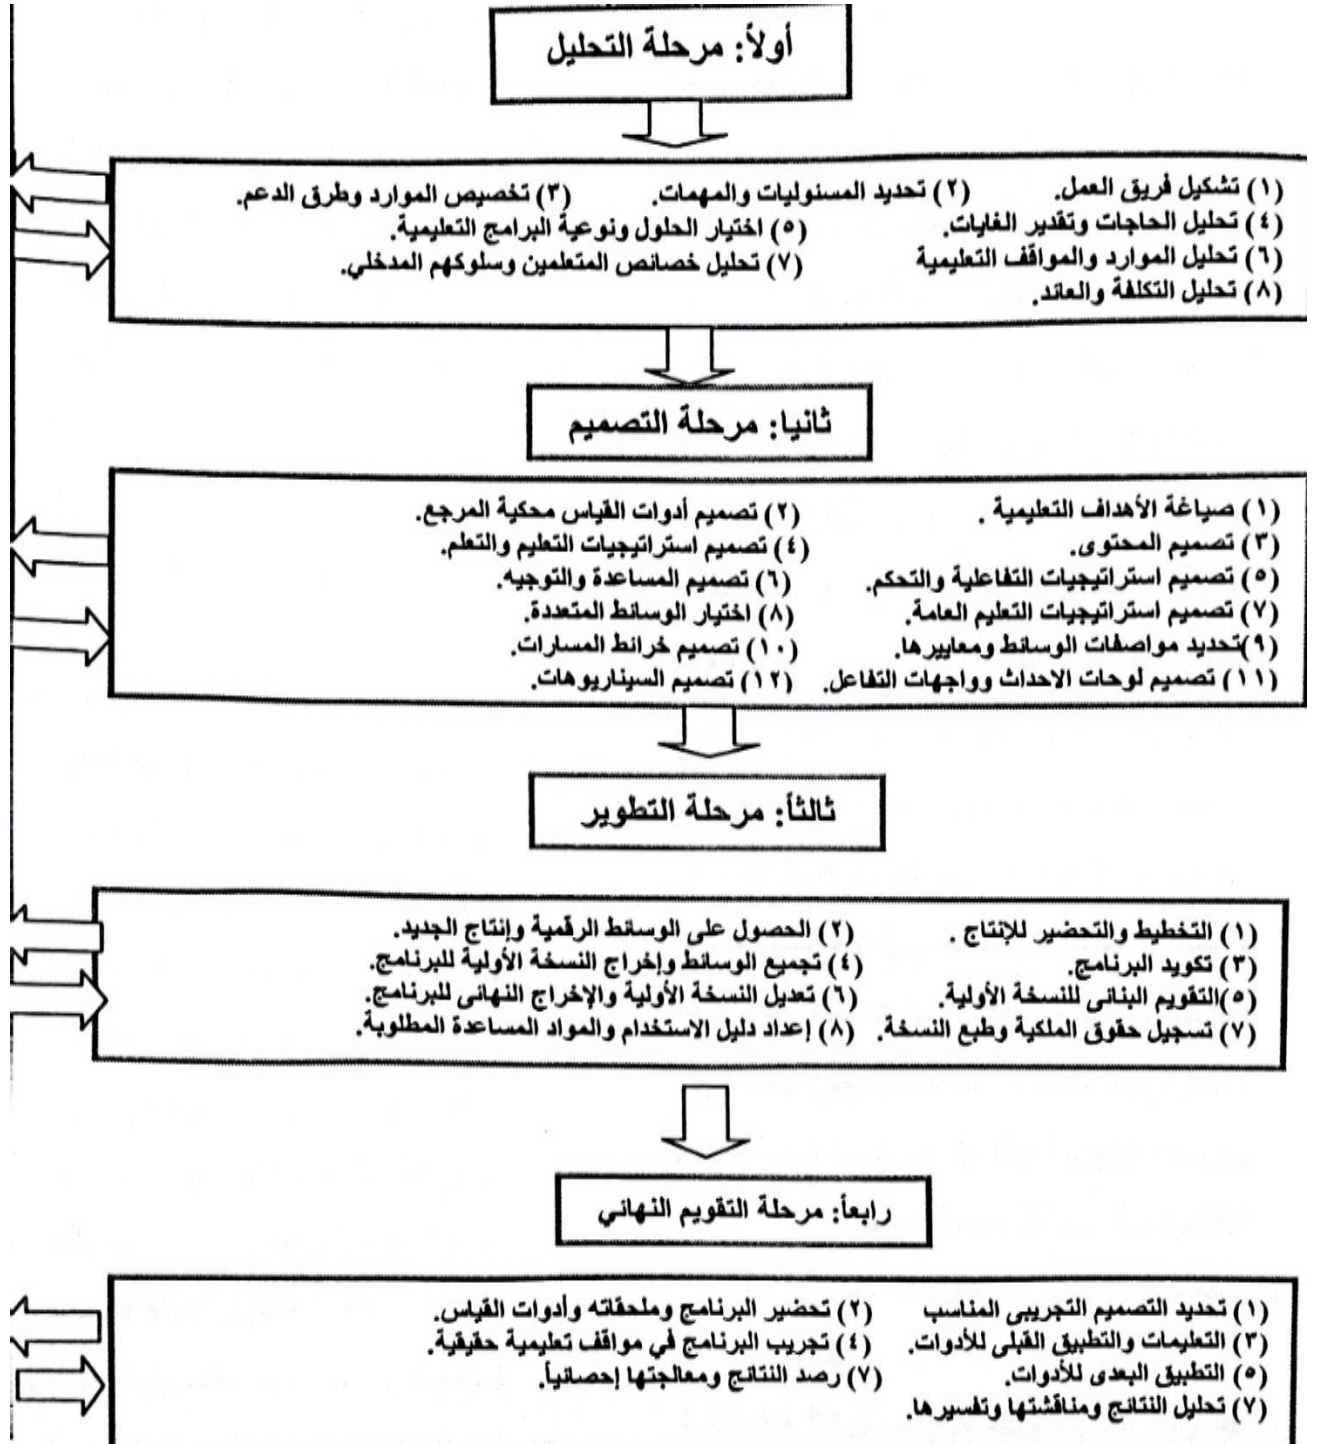 أولاً: مرحلة التحليل
(١) تشكيل فريق العمل. (٢) تحديد المسئوليات والمهمات. (٣) تخصيص الموارد وطرق الدعم.
(٤) تحليل الحاجات وتقدير الغايات. (٥) اختيار الحلول ونوعية البرامج التعليمية.
(٦) تحليل الموارد والمواقف التعليمية (٧) تحليل خصائص المتعلمين وسلوكهم المدخلي.
(٨) تحليل التكلفة والعائد.
ثانيا: مرحلة التصميم
(١) صياغة الأهداف التعليمية . (٢) تصميم أدوات القياس محكية المرجع.
(٣) تصميم المحتوى. (٤) تصميم استراتيجيات التعليم والتعلم.
(٥) تصميم استراتيجيات التفاعلية والتحكم. (٦) تصميم المساعدة والتوجيه.
(٧) تصميم استراتيجيات التعليم العامة. (٨) اختيار الوسائط المتعددة.
(٩)تحديد مواصفات الوسائط ومعاييرها. (١٠) تصميم خرائط المسارات.
(١١) تصميم لوحات الاحداث وواجهات التفاعل. (١٢) تصميم السيناريوهات.
ثالثاً: مرحلة التطوير
(١) التخطيط والتحضير للإنتاج . (٢) الحصول على الوسائط الرقمية وإنتاج الجديد.
(٣) تكويد البرنامج. (٤) تجميع الوسائط وإخراج النسخة الأولية للبرنامج.
(٥)التقويم البنائى للنسخة الأولية. (٦) تعديل النسخة الأولية والإخراج النهائى للبرنامج.
(٧) تسجيل حقوق الملكية وطبع النسخة. (٨) إعداد دليل الاستخدام والمواد المساعدة المطلوبة.
رابعاً: مرحلة التقويم النهائي
(١) تحديد التصميم التجريبى المناسب (٢) تحضير البرنامج وملحقاته وأدوات القياس.
(٣) التعليمات والتطبيق القبلى للأدوات. (٤) تجريب البرنامج في مواقف تعليمية حقيقية.
(٥) التطبيق البعدى للأدوات. (٧) رصد النتائج ومعالجتها إحصائياً.
(٧) تحليل النتائج ومناقشتها وتفسيرها.